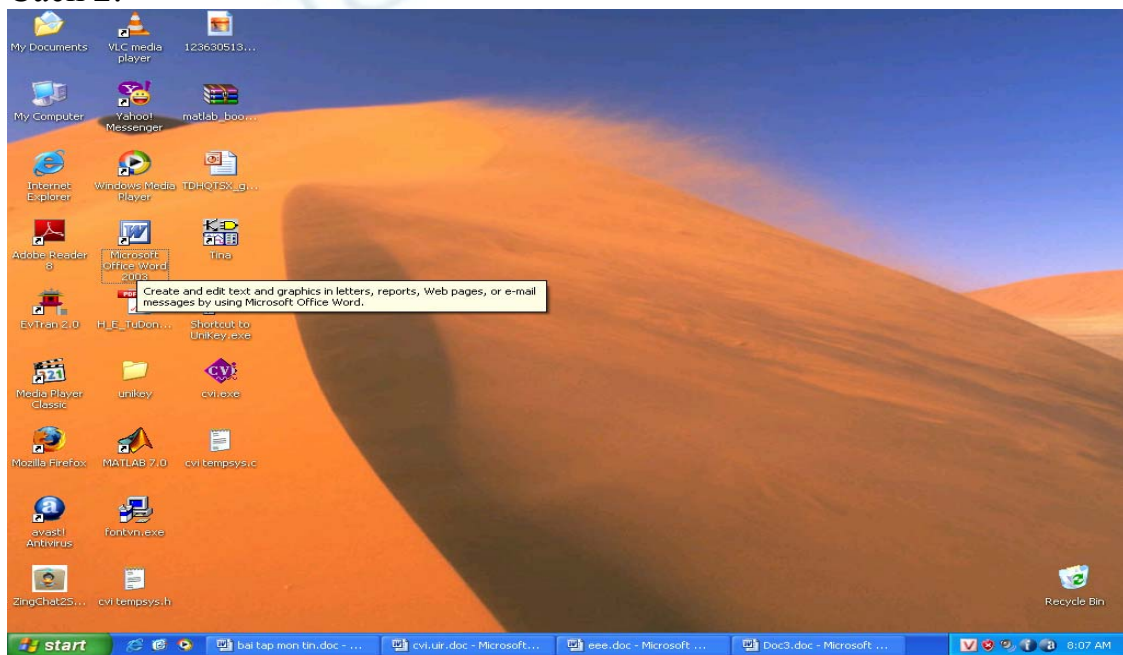 My Documents
VLC media
player
123630513...
My Computer
Yahoo!
Messenger
matlab_boo...
Internet
Explorer
Windows Media
Player
TDHQTSX_g...
Adobe Reader
8
Microsoft
Office Word
2003
Tina
Create and edit text and graphics in letters, reports, Web pages, or e-mail
messages by using Microsoft Office Word.
EvTran 2.0
H_E_TuDon...
Shortcut to
UniKey.exe
Media Player
Classic
unikey
cvi.exe
Mozilla Firefox
MATLAB 7.0
cvi tempsys.c
avast!
Antivirus
fontvn.exe
ZingChat2S...
cvi tempsys.h
Recycle Bin
start
bai tap mon tin.doc - ...
cvi.uir.doc - Microsoft...
eee.doc - Microsoft ...
Doc3.doc - Microsoft ...
8:07 AM